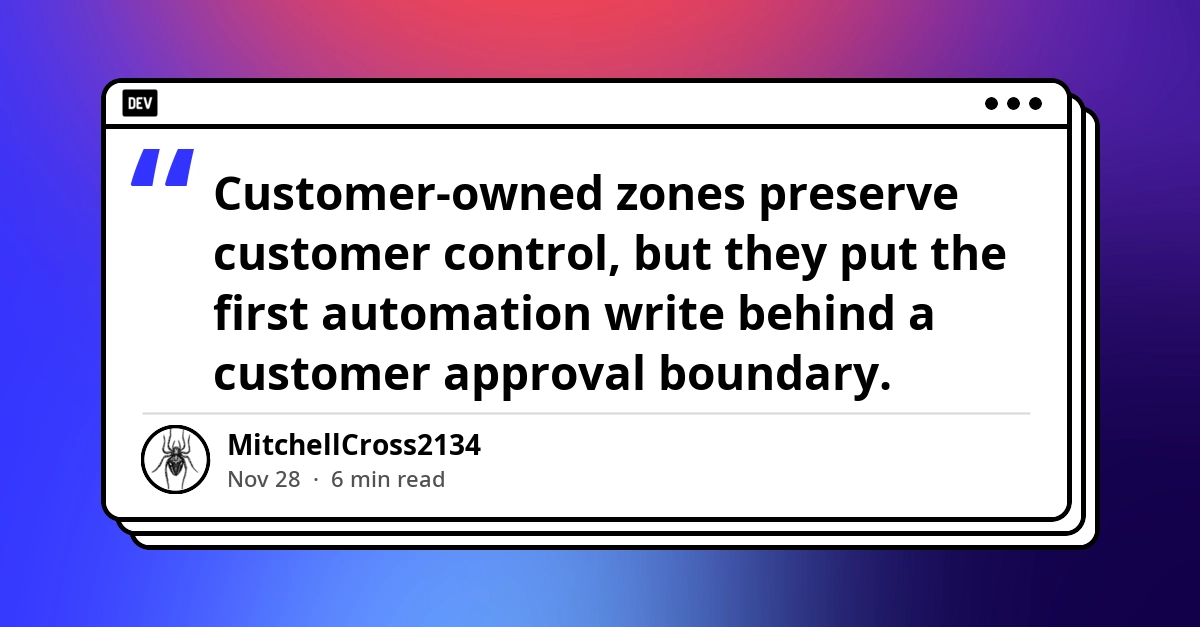 DEV
“
Customer-owned zones preserve
customer control, but they put the
first automation write behind a
customer approval boundary.
MitchellCross2134
Nov 28 · 6 min read